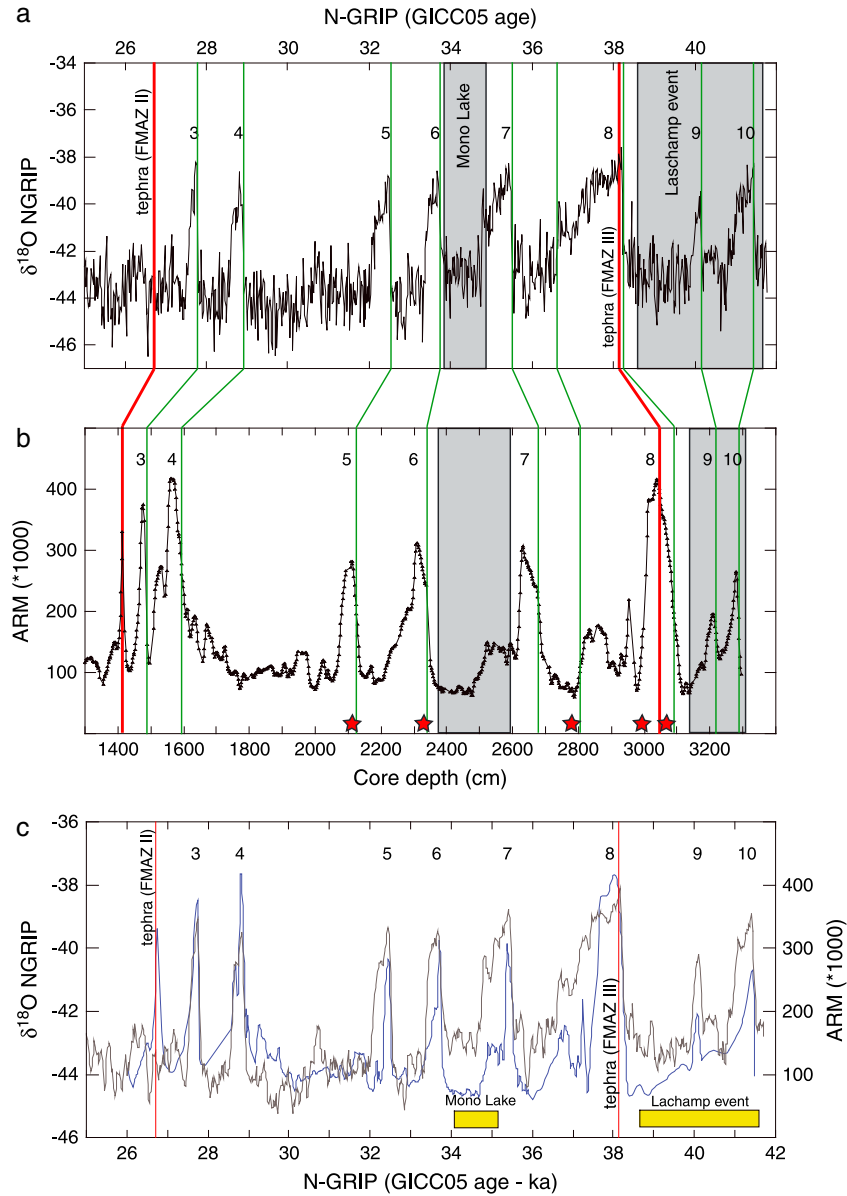 a
N-GRIP (GICC05 age)
26 28 30 32 34 36 38 40
-34
-36
-38
-40
-42
-44
-46
δ18O NGRIP
tephra (FMAZ II)
3 4 5 6 7 8 9 10
Mono Lake
tephra (FMAZ III)
Laschamp event
b
400
300
200
100
ARM (*1000)
3 4 5 6 7 8 9 10
1400 1600 1800 2000 2200 2400 2600 2800 3000 3200
Core depth (cm)
c
-36
-38
-40
-42
-44
-46
δ18O NGRIP
tephra (FMAZ II)
3 4 5 6 7 8 9 10
tephra (FMAZ III)
Mono Lake
Lachamp event
400
300
200
100
ARM (*1000)
26 28 30 32 34 36 38 40 42
N-GRIP (GICC05 age - ka)